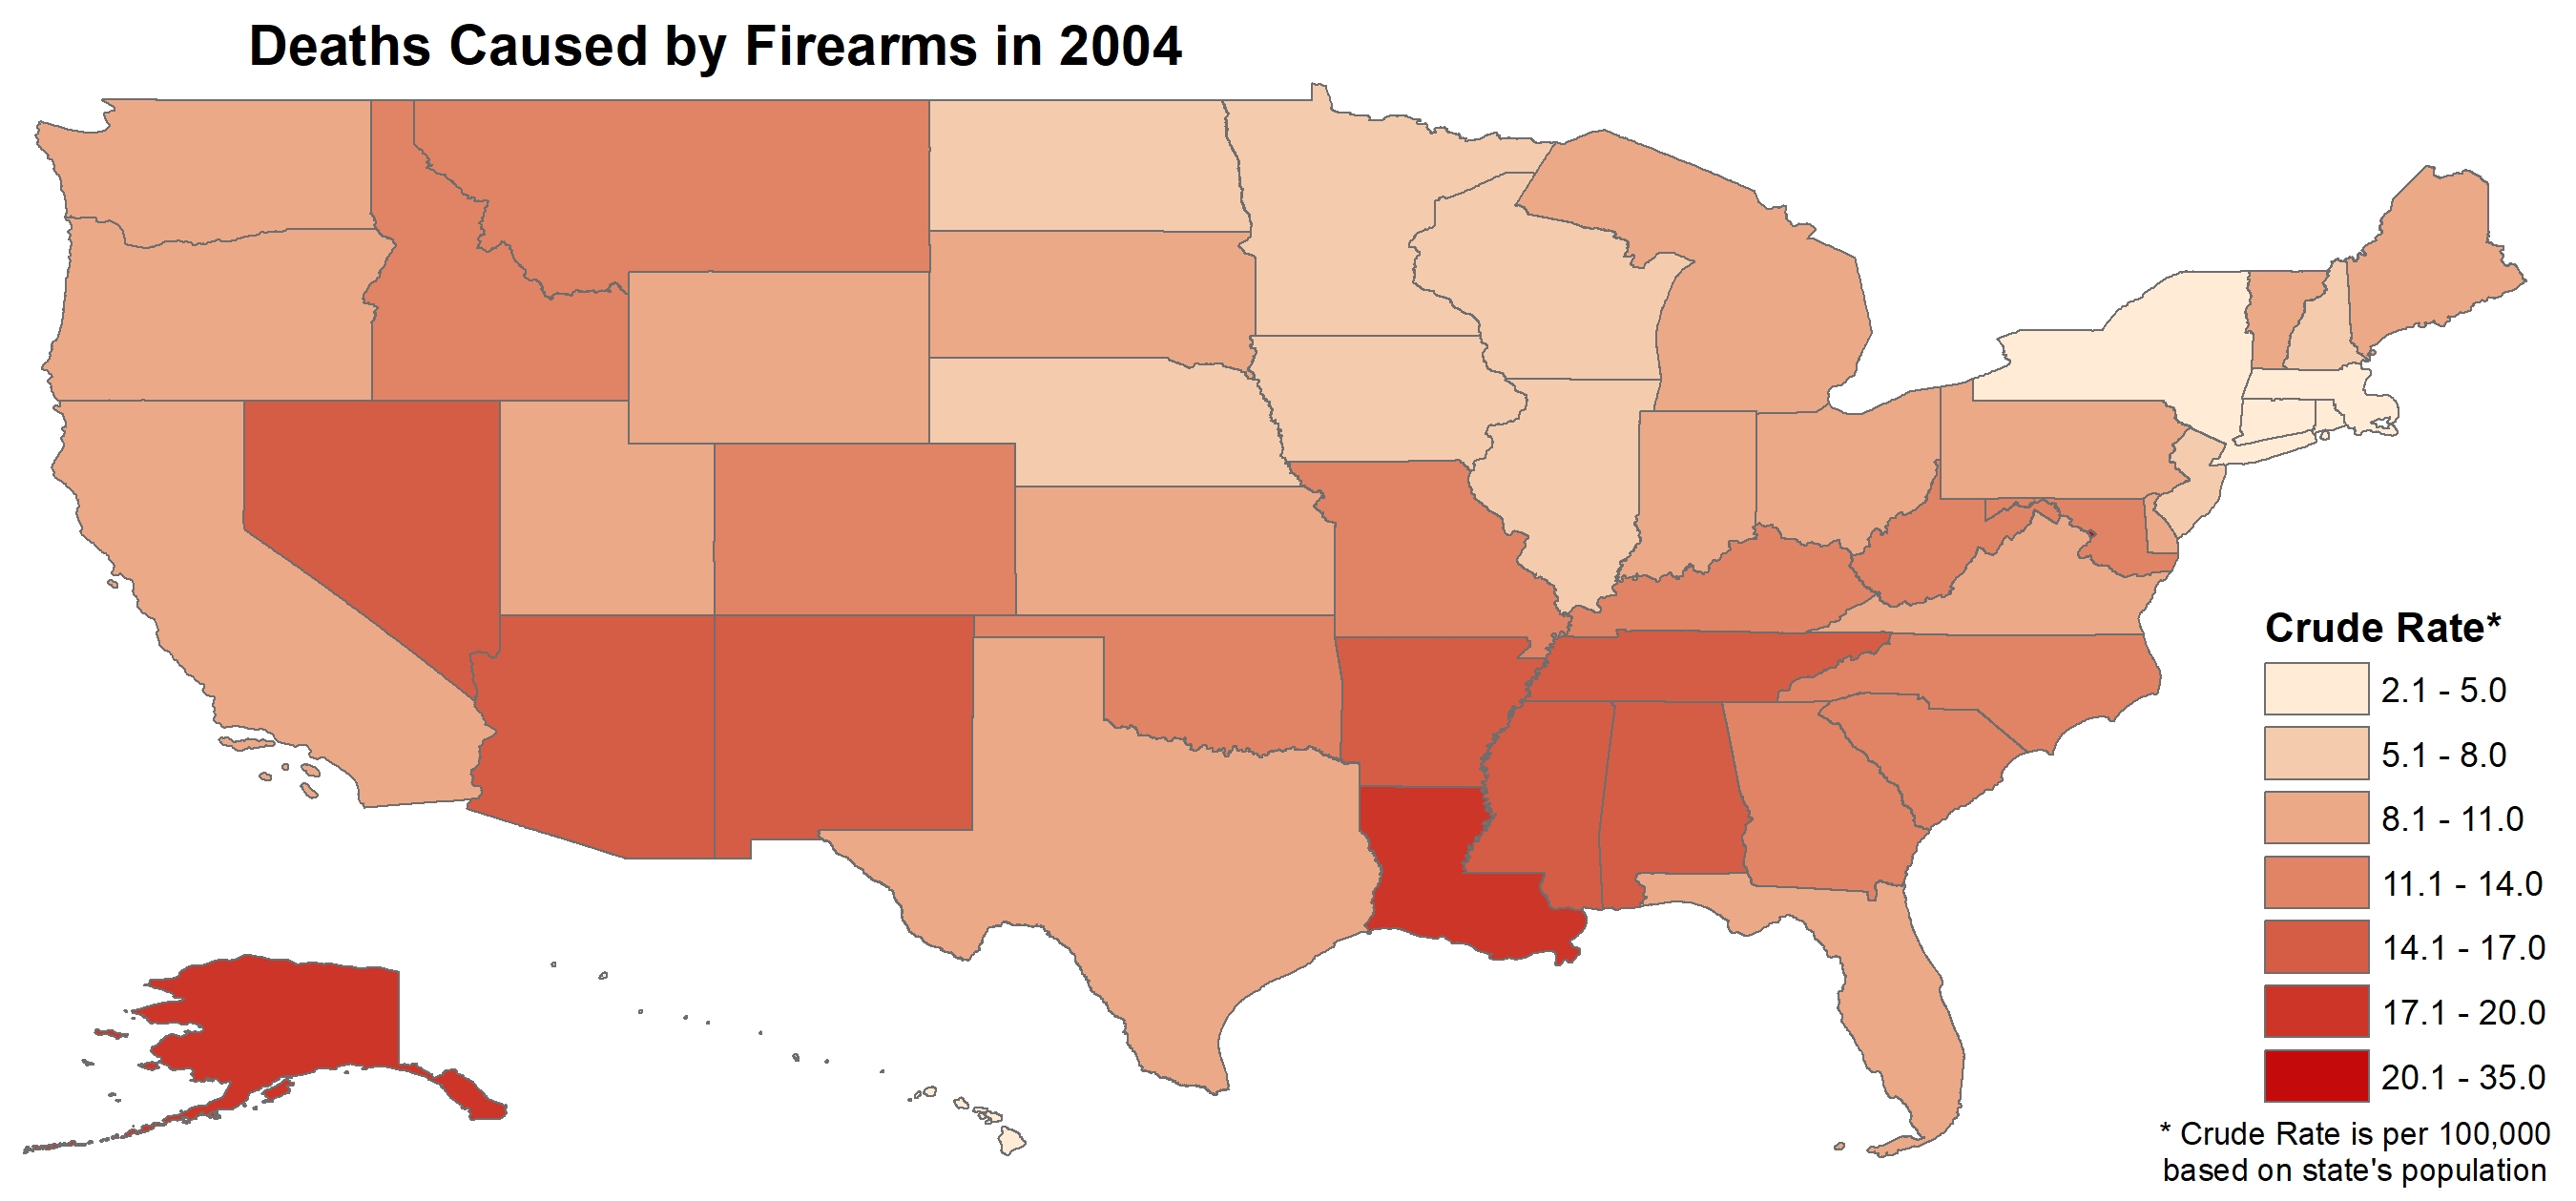 Deaths Caused by Firearms in 2004
Crude Rate*
2.1 - 5.0
5.1 - 8.0
8.1 - 11.0
11.1 - 14.0
14.1 - 17.0
17.1 - 20.0
20.1 - 35.0
* Crude Rate is per 100,000
based on state's population